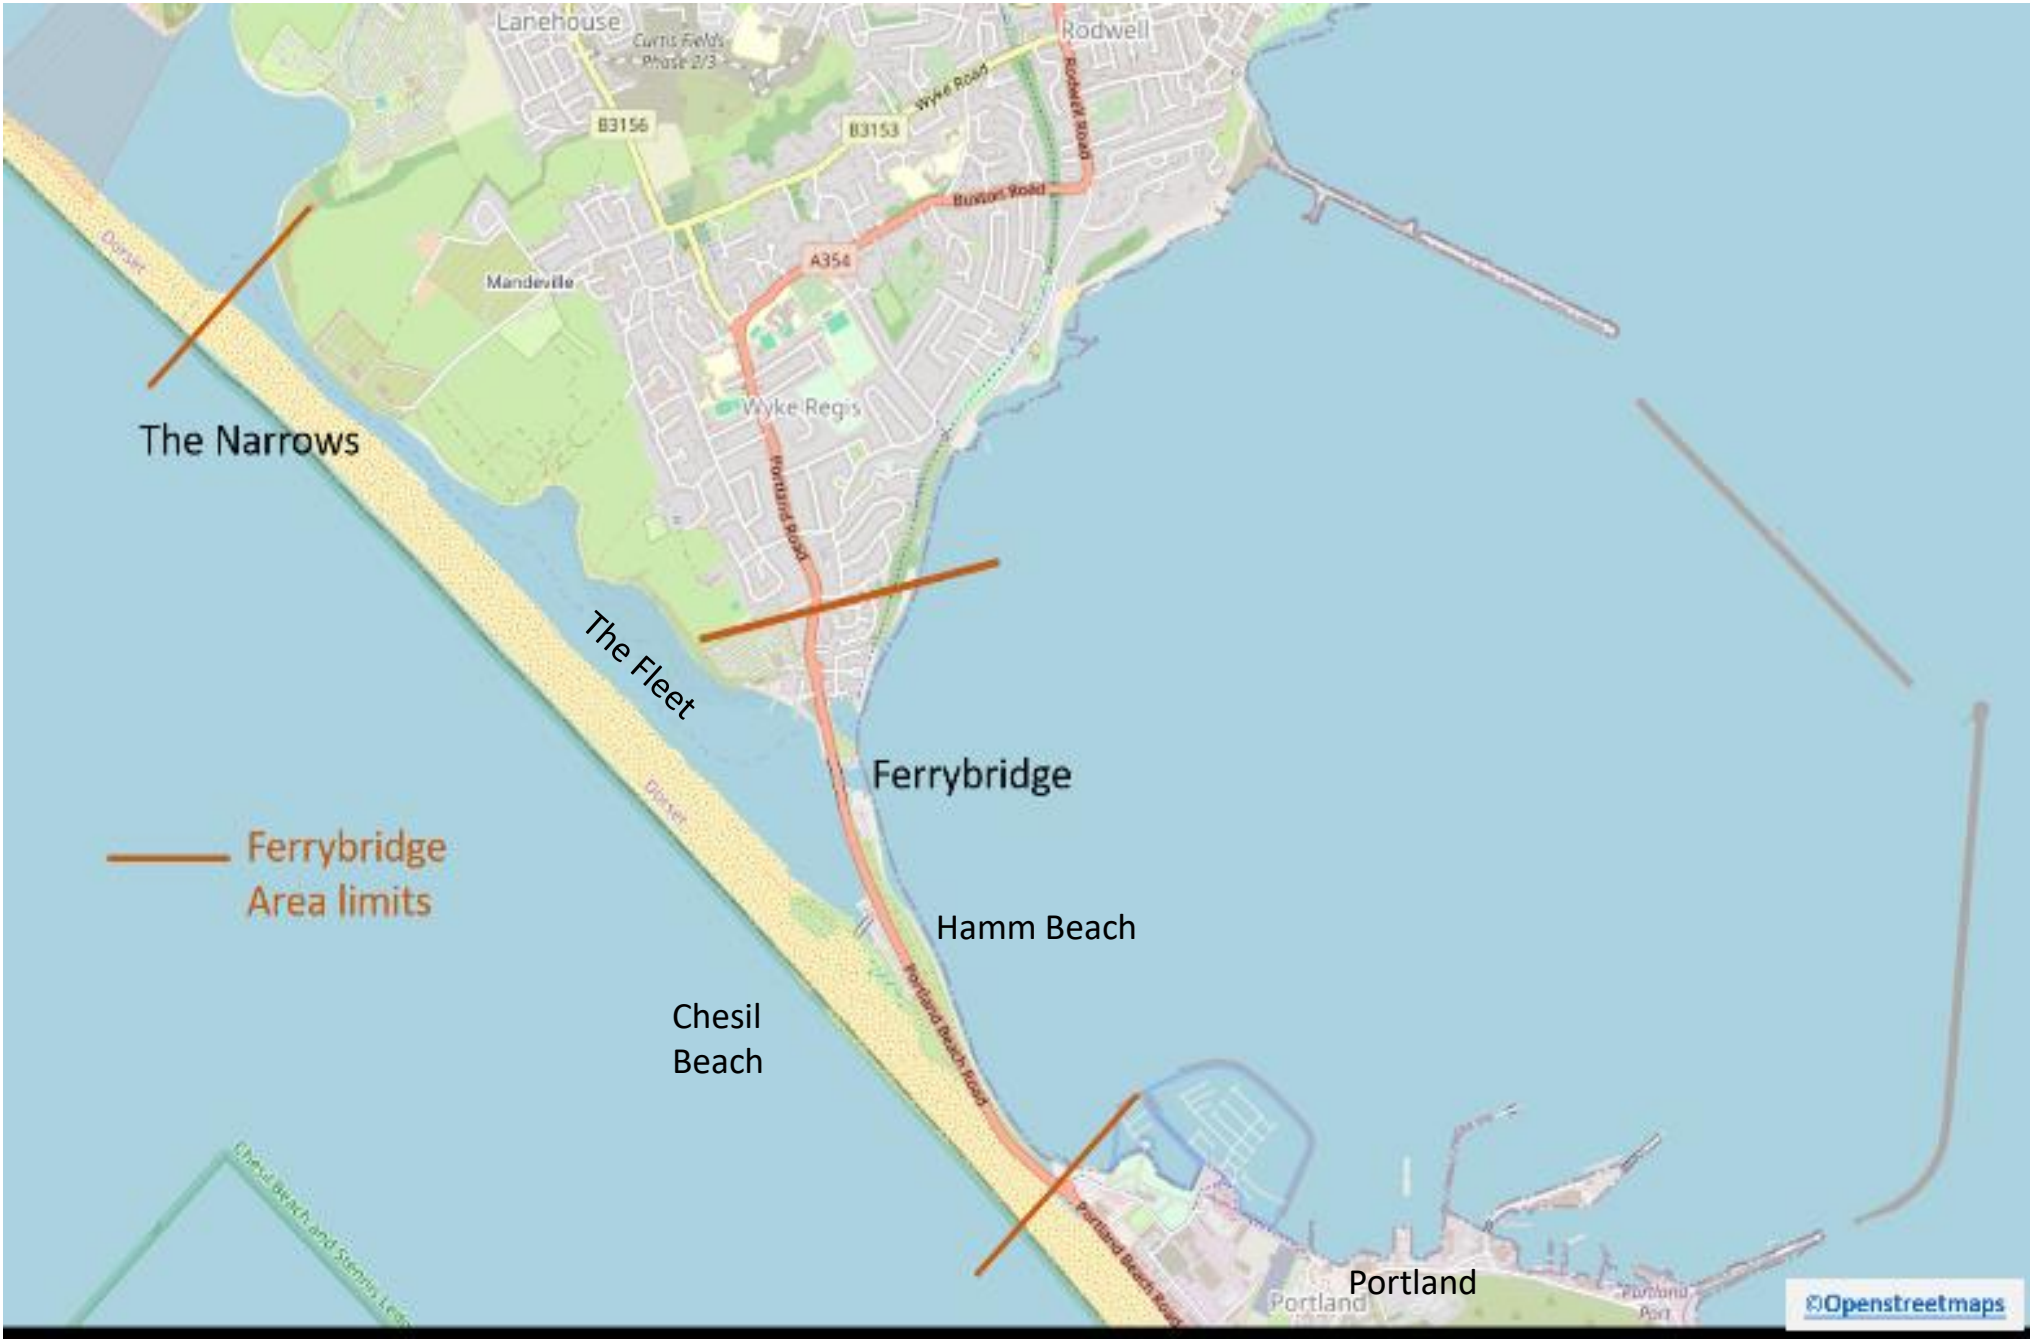 Lanehouse
Curtis Fields
Phase 2/3
Rodwell
Wyke Road
Rodwell Road
B3156
B3153
Buxton Road
Dorset
A354
Mandeville
Wyke Regis
The Narrows
Portland Road
The Fleet
Ferrybridge
Dorset
Ferrybridge
Area limits
Hamm Beach
Portland Beach Road
Chesil
Beach
Chesil Beach and Stennis Ledges
Portland Beach Road
Portland
Portland
Portland
Port
©Openstreetmaps